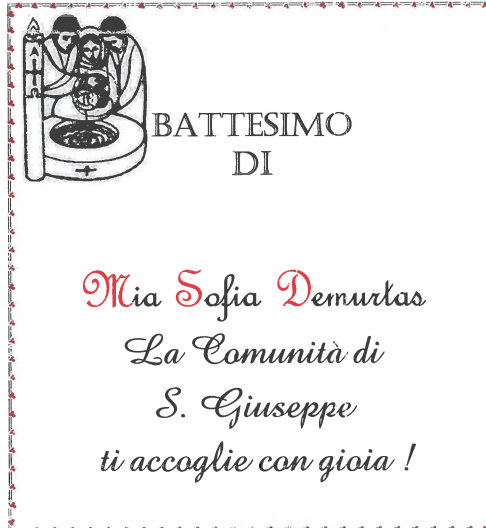 BATTESIMO
DI
Mia Sofia Demurtas
La Comunità di
S. Giuseppe
ti accoglie con gioia !